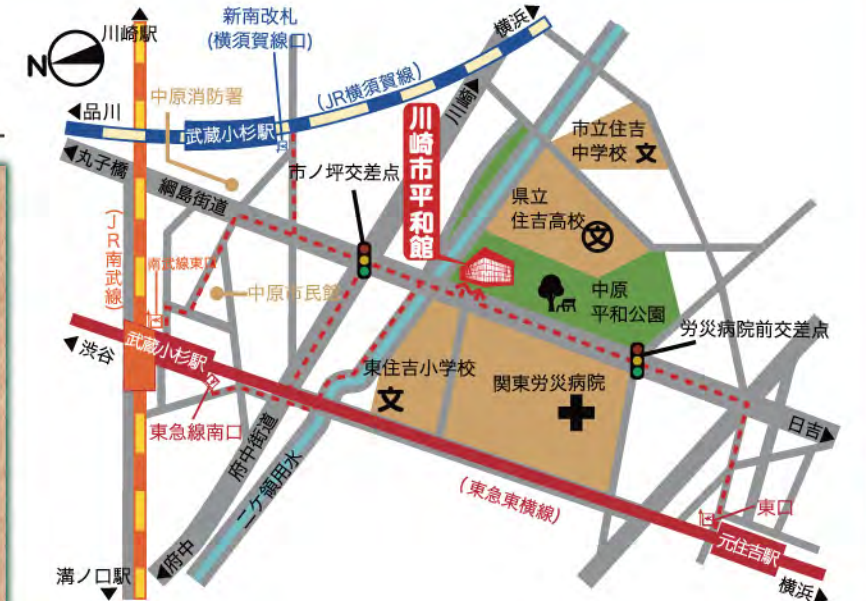 川崎駅
新南改札
(横須賀線口)
横浜
N
品川
中原消防署
(JR横須賀線)
三崎
武蔵小杉駅
丸子橋
綱島街道
市ノ坪交差点
川崎市平和館
市立住吉
中学校
文
県立
住吉高校
文
(JR南武線)
南武線東口
中原市民館
中原
平和公園
渋谷
武蔵小杉駅
東急線南口
府中街道
東住吉小学校
文
関東労災病院
労災病院前交差点
日吉
二ケ領用水
(東急東横線)
東口
元住吉駅
府中
溝ノ口駅
横浜